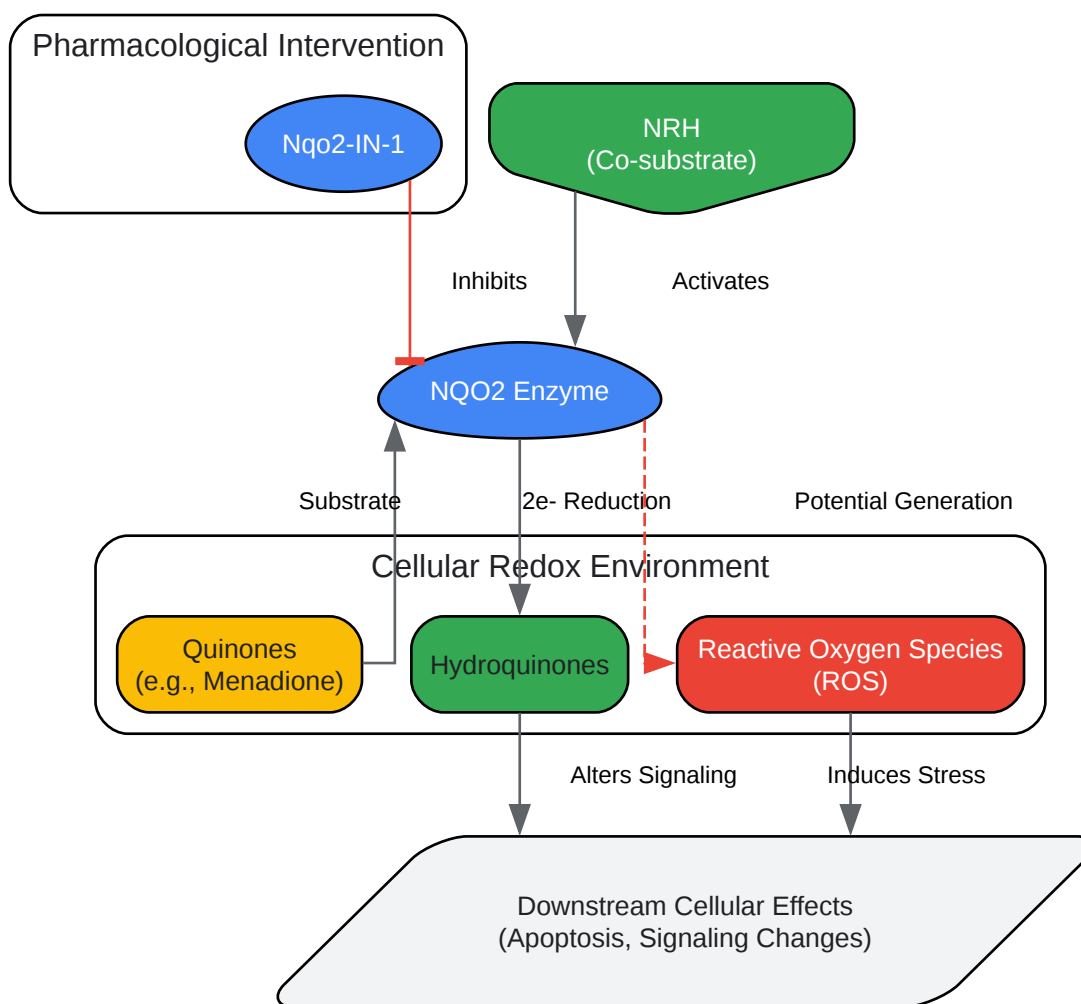 Pharmacological Intervention
Nqo2-IN-1
NRH
(Co-substrate)
Inhibits
Activates
NQO2 Enzyme
Substrate
2e- Reduction
Potential Generation
Cellular Redox Environment
Quinones
(e.g., Menadione)
Hydroquinones
Reactive Oxygen Species
(ROS)
Alters Signaling
Induces Stress
Downstream Cellular Effects
(Apoptosis, Signaling Changes)